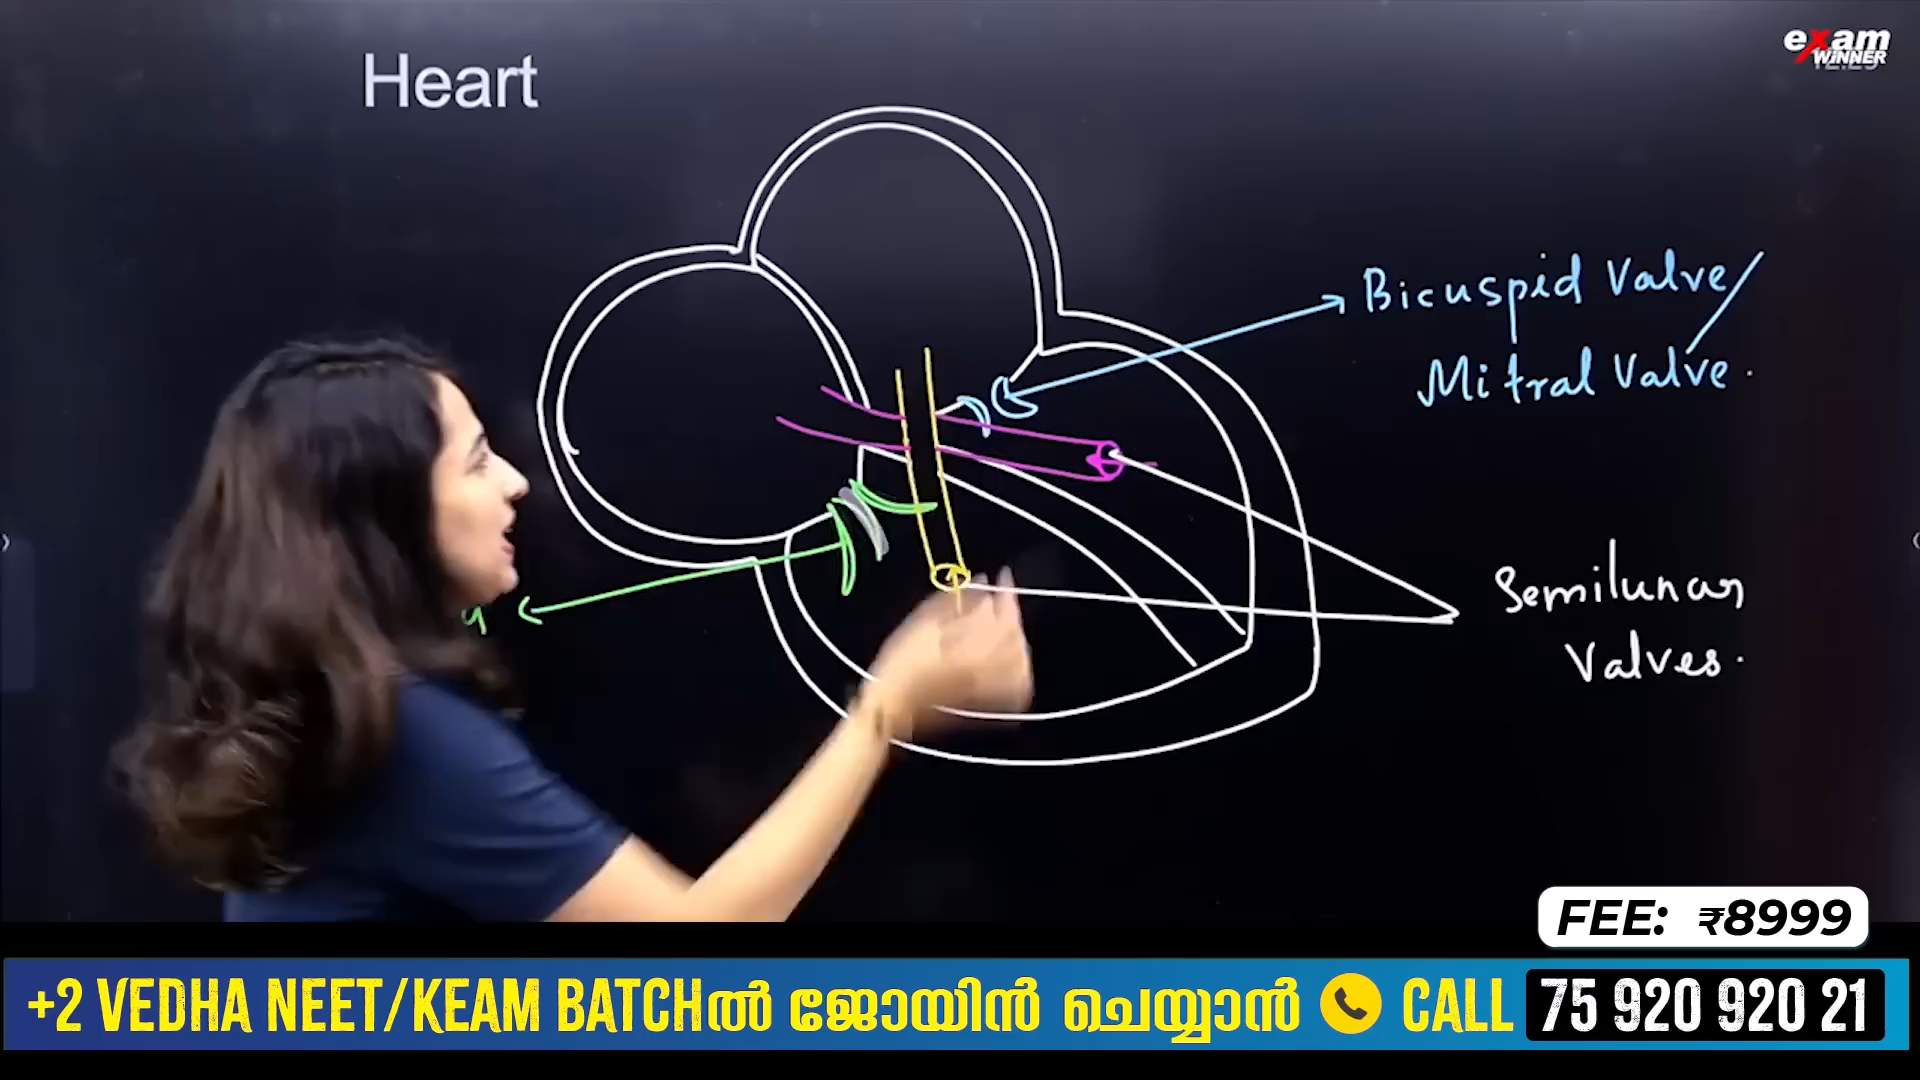 Heart
exam
WINNER
Bicuspid Valve/
Mitral Valve.
Semilunar
Valves.
FEE: ₹8999
+2 VEDHA NEET/KEAM BATCHൽ ജോയിൻ ചെയ്യാൻ CALL 75 920 920 21